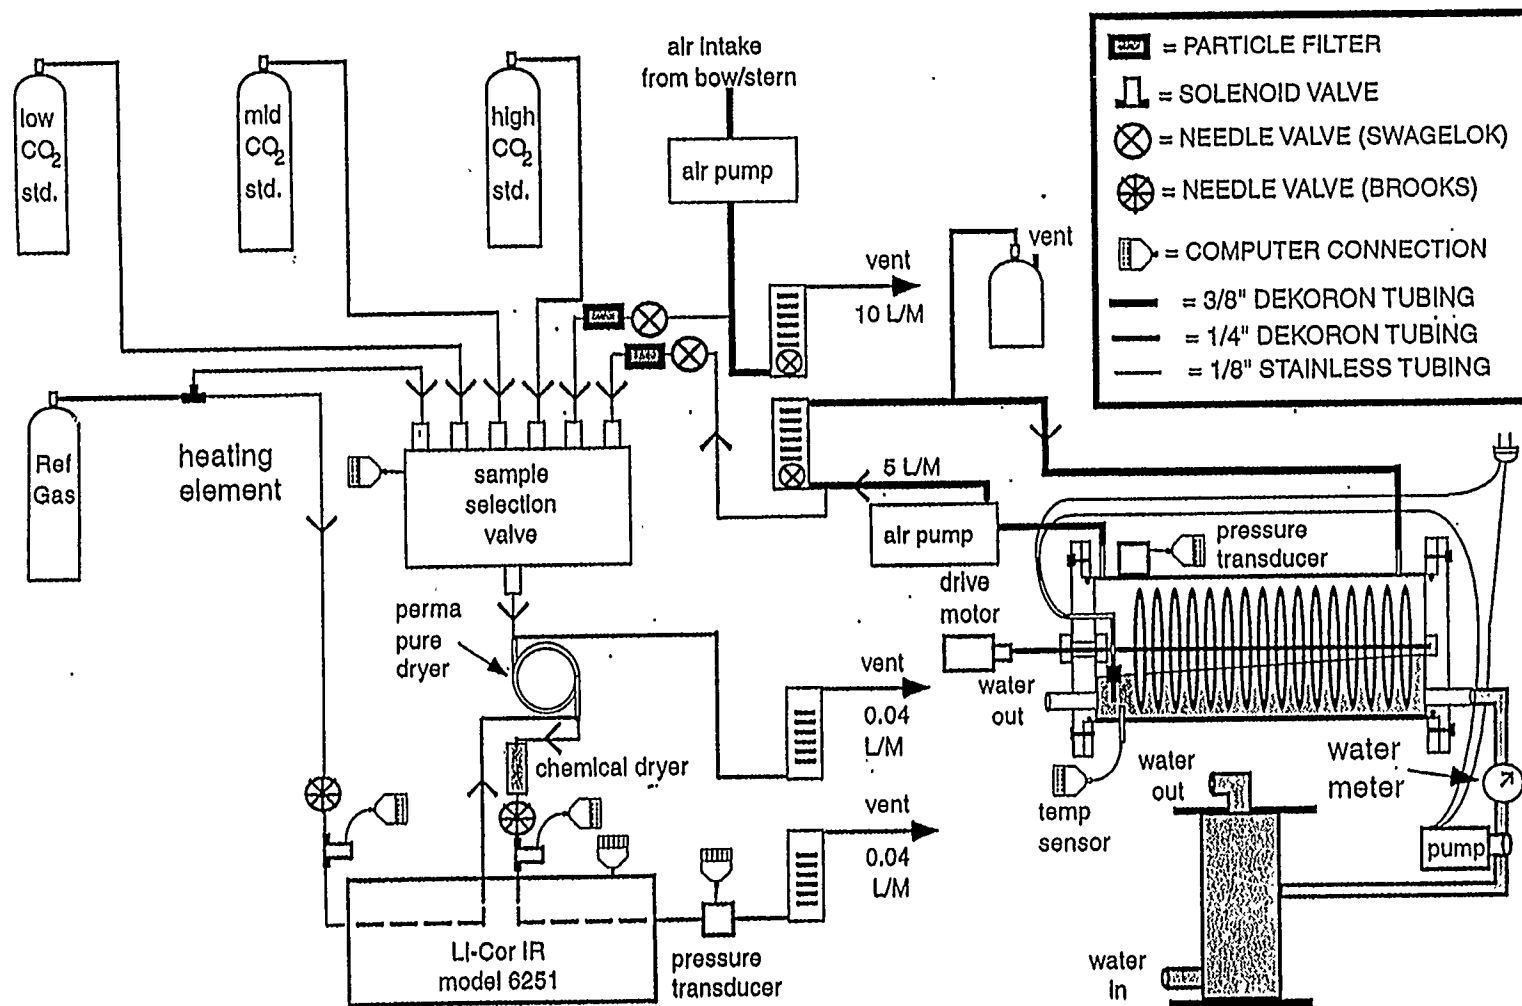 low
CO2
std.
mid
CO2
std.
high
CO2
std.
air intake
from bow/stern
air pump
= PARTICLE FILTER
= SOLENOID VALVE
= NEEDLE VALVE (SWAGELOK)
= NEEDLE VALVE (BROOKS)
= COMPUTER CONNECTION
= 3/8" DEKORON TUBING
= 1/4" DEKORON TUBING
= 1/8" STAINLESS TUBING
vent
10 L/M
vent
Ref
Gas
heating
element
sample
selection
valve
5 L/M
air pump
pressure
transducer
drive
motor
perma
pure
dryer
water
out
vent
0.04
L/M
chemical dryer
water
out
water
meter
temp
sensor
vent
0.04
L/M
pump
LI-Cor IR
model 6251
pressure
transducer
water
In